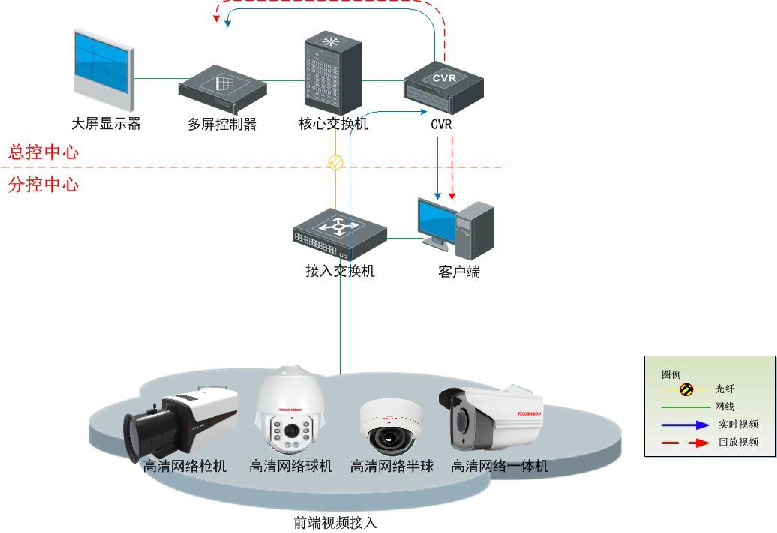 CVR
大屏显示器
多屏控制器
核心交换机
CVR
总控中心
分控中心
接入交换机
客户端
图例
光纤
网线
实时视频
回放视频
高清网络枪机
高清网络球机
高清网络半球
高清网络一体机
前端视频接入